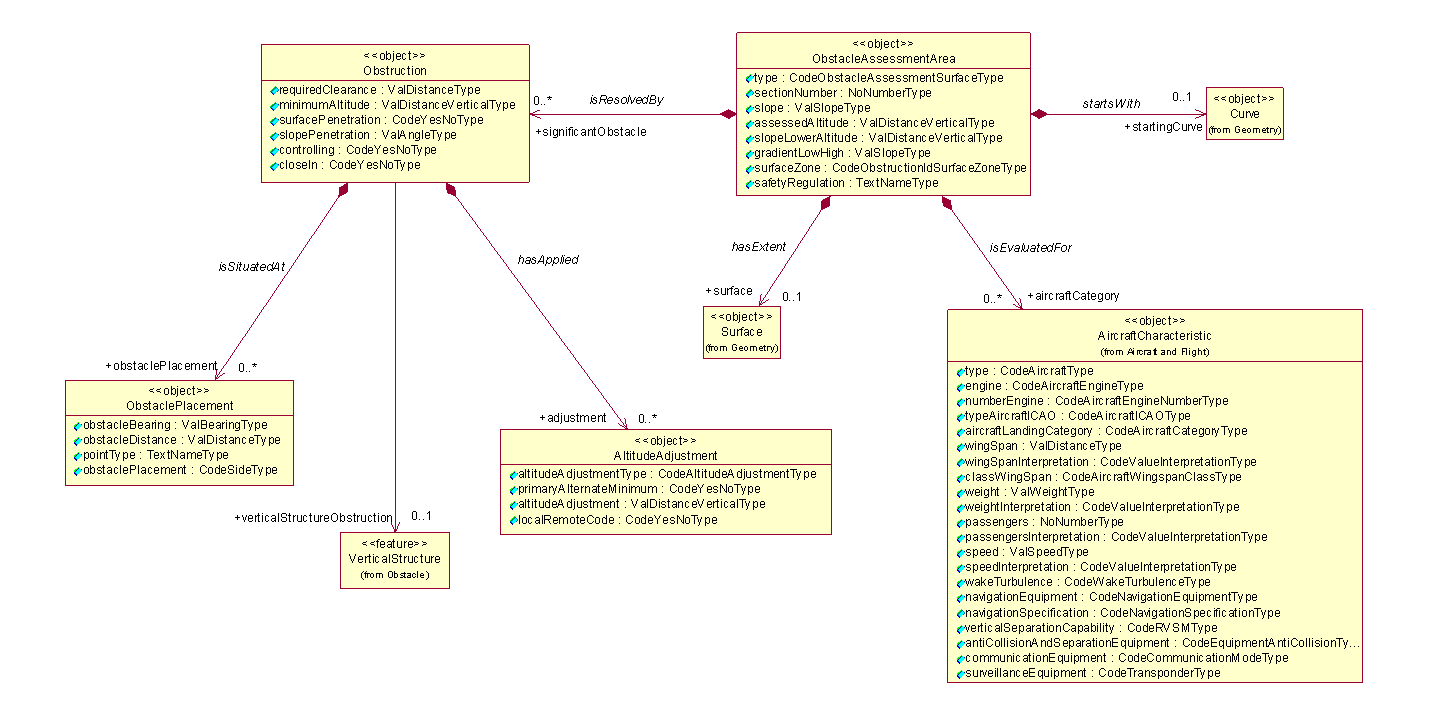 <<object>>
Obstruction
requiredClearance : ValDistanceType
minimumAltitude : ValDistanceVerticalType
surfacePenetration : CodeYesNoType
slopePenetration : ValAngleType
controlling : CodeYesNoType
closeIn : CodeYesNoType
0..*
isResolvedBy
+significantObstacle
<<object>>
ObstacleAssessmentArea
type : CodeObstacleAssessmentSurfaceType
sectionNumber : NoNumberType
slope : ValSlopeType
assessedAltitude : ValDistanceVerticalType
slopeLowerAltitude : ValDistanceVerticalType
gradientLowHigh : ValSlopeType
surfaceZone : CodeObstructionIdSurfaceZoneType
safetyRegulation : TextNameType
startsWith
0..1
+startingCurve
<<object>>
Curve
(from Geometry)
isSituatedAt
hasApplied
hasExtent
isEvaluatedFor
+surface
0..1
0..*
+aircraftCategory
<<object>>
Surface
(from Geometry)
+obstaclePlacement
0..*
<<object>>
ObstaclePlacement
obstacleBearing : ValBearingType
obstacleDistance : ValDistanceType
pointType : TextNameType
obstaclePlacement : CodeSideType
+adjustment
0..*
<<object>>
AltitudeAdjustment
altitudeAdjustmentType : CodeAltitudeAdjustmentType
primaryAlternateMinimum : CodeYesNoType
altitudeAdjustment : ValDistanceVerticalType
localRemoteCode : CodeYesNoType
+verticalStructureObstruction
0..1
<<feature>>
VerticalStructure
(from Obstacle)
<<object>>
AircraftCharacteristic
(from Aircraft and Flight)
type : CodeAircraftType
engine : CodeAircraftEngineType
numberEngine : CodeAircraftEngineNumberType
typeAircraftICAO : CodeAircraftICAOType
aircraftLandingCategory : CodeAircraftCategoryType
wingSpan : ValDistanceType
wingSpanInterpretation : CodeValueInterpretationType
classWingSpan : CodeAircraftWingspanClassType
weight : ValWeightType
weightInterpretation : CodeValueInterpretationType
passengers : NoNumberType
passengersInterpretation : CodeValueInterpretationType
speed : ValSpeedType
speedInterpretation : CodeValueInterpretationType
wakeTurbulence : CodeWakeTurbulenceType
navigationEquipment : CodeNavigationEquipmentType
navigationSpecification : CodeNavigationSpecificationType
verticalSeparationCapability : CodeRVSMType
antiCollisionAndSeparationEquipment : CodeEquipmentAntiCollisionTy...
communicationEquipment : CodeCommunicationModeType
surveillanceEquipment : CodeTransponderType